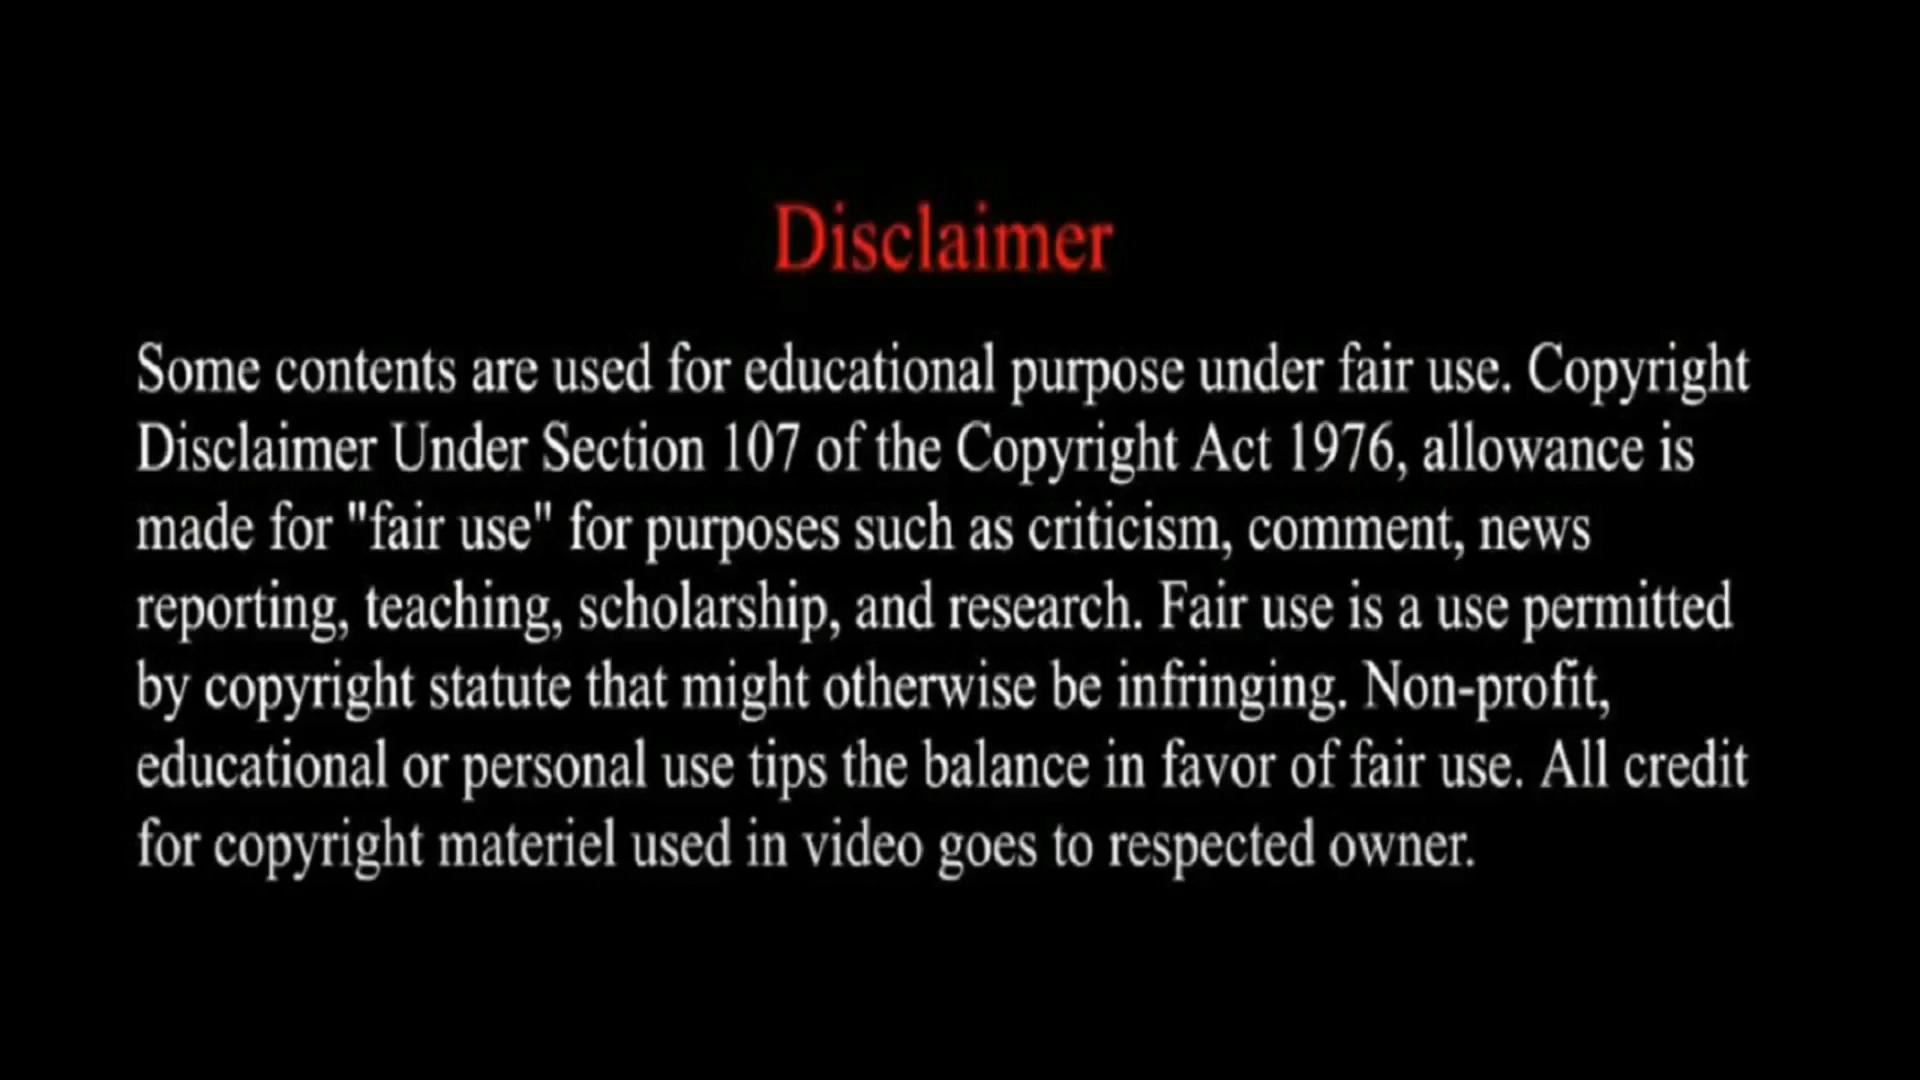 Disclaimer
Some contents are used for educational purpose under fair use. Copyright
Disclaimer Under Section 107 of the Copyright Act 1976, allowance is
made for "fair use" for purposes such as criticism, comment, news
reporting, teaching, scholarship, and research. Fair use is a use permitted
by copyright statute that might otherwise be infringing. Non-profit,
educational or personal use tips the balance in favor of fair use. All credit
for copyright materiel used in video goes to respected owner.